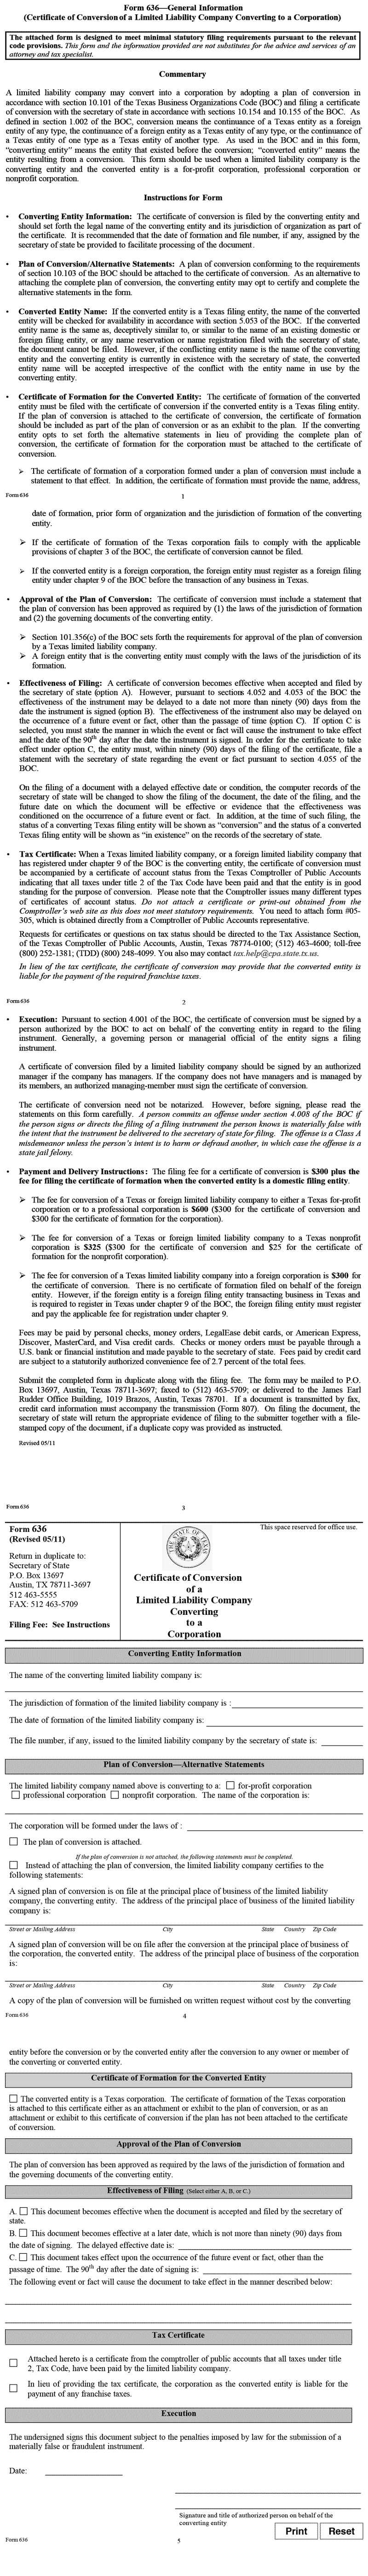 Form 636—General Information
(Certificate of Conversion of a Limited Liability Company Converting to a Corporation)
The attached form is designed to meet minimal statutory filing requirements pursuant to the relevant
code provisions. This form and the information provided are not substitutes for the advice and services of an
attorney and tax specialist.
Commentary
A limited liability company may convert into a corporation by adopting a plan of conversion in
accordance with section 10.101 of the Texas Business Organizations Code (BOC) and filing a certificate
of conversion with the secretary of state in accordance with sections 10.154 and 10.155 of the BOC. As
defined in section 1.002 of the BOC, conversion means the continuance of a Texas entity as a foreign
entity of any type, the continuance of a foreign entity as a Texas entity of any type, or the continuance of
a Texas entity of one type as a Texas entity of another type. As used in the BOC and in this form,
“converting entity” means the entity that existed before the conversion; “converted entity” means the
entity resulting from a conversion. This form should be used when a limited liability company is the
converting entity and the converted entity is a for-profit corporation, professional corporation or
nonprofit corporation.
Instructions for Form
• Converting Entity Information: The certificate of conversion is filed by the converting entity and
should set forth the legal name of the converting entity and its jurisdiction of organization as part of
the certificate. It is recommended that the date of formation and file number, if any, assigned by the
secretary of state be provided to facilitate processing of the document.
• Plan of Conversion/Alternative Statements: A plan of conversion conforming to the requirements
of section 10.103 of the BOC should be attached to the certificate of conversion. As an alternative to
attaching the complete plan of conversion, the converting entity may opt to certify and complete the
alternative statements in the form.
• Converted Entity Name: If the converted entity is a Texas filing entity, the name of the converted
entity will be checked for availability in accordance with section 5.053 of the BOC. If the converted
entity name is the same as, deceptively similar to, or similar to the name of an existing domestic or
foreign filing entity, or any name reservation or name registration filed with the secretary of state,
the document cannot be filed. However, if the conflicting entity name is the name of the converting
entity and the converting entity is currently in existence with the secretary of state, the converted
entity name will be accepted irrespective of the conflict with the entity name in use by the
converting entity.
• Certificate of Formation for the Converted Entity: The certificate of formation of the converted
entity must be filed with the certificate of conversion if the converted entity is a Texas filing entity.
If the plan of conversion is attached to the certificate of conversion, the certificate of formation
should be included as part of the plan of conversion or as an exhibit to the plan. If the converting
entity opts to set forth the alternative statements in lieu of providing the complete plan of
conversion, the certificate of formation for the corporation must be attached to the certificate of
conversion.
➢ The certificate of formation of a corporation formed under a plan of conversion must include a
statement to that effect. In addition, the certificate of formation must provide the name, address,
Form 636 1
date of formation, prior form of organization and the jurisdiction of formation of the converting
entity.
➢ If the certificate of formation of the Texas corporation fails to comply with the applicable
provisions of chapter 3 of the BOC, the certificate of conversion cannot be filed.
➢ If the converted entity is a foreign corporation, the foreign entity must register as a foreign filing
entity under chapter 9 of the BOC before the transaction of any business in Texas.
• Approval of the Plan of Conversion: The certificate of conversion must include a statement that
the plan of conversion has been approved as required by (1) the laws of the jurisdiction of formation
and (2) the governing documents of the converting entity.
➢ Section 101.356(c) of the BOC sets forth the requirements for approval of the plan of conversion
by a Texas limited liability company.
➢ A foreign entity that is the converting entity must comply with the laws of the jurisdiction of its
formation.
• Effectiveness of Filing: A certificate of conversion becomes effective when accepted and filed by
the secretary of state (option A). However, pursuant to sections 4.052 and 4.053 of the BOC the
effectiveness of the instrument may be delayed to a date not more than ninety (90) days from the
date the instrument is signed (option B). The effectiveness of the instrument also may be delayed on
the occurrence of a future event or fact, other than the passage of time (option C). If option C is
selected, you must state the manner in which the event or fact will cause the instrument to take effect
and the date of the 90th day after the date the instrument is signed. In order for the certificate to take
effect under option C, the entity must, within ninety (90) days of the filing of the certificate, file a
statement with the secretary of state regarding the event or fact pursuant to section 4.055 of the
BOC.
On the filing of a document with a delayed effective date or condition, the computer records of the
secretary of state will be changed to show the filing of the document, the date of the filing, and the
future date on which the document will be effective or evidence that the effectiveness was
conditioned on the occurrence of a future event or fact. In addition, at the time of such filing, the
status of a converting Texas filing entity will be shown as “conversion” and the status of a converted
Texas filing entity will be shown as “in existence” on the records of the secretary of state.
• Tax Certificate: When a Texas limited liability company, or a foreign limited liability company that
has registered under chapter 9 of the BOC is the converting entity, the certificate of conversion must
be accompanied by a certificate of account status from the Texas Comptroller of Public Accounts
indicating that all taxes under title 2 of the Tax Code have been paid and that the entity is in good
standing for the purpose of conversion. Please note that the Comptroller issues many different types
of certificates of account status. Do not attach a certificate or print-out obtained from the
Comptroller’s web site as this does not meet statutory requirements. You need to attach form #05-
305, which is obtained directly from a Comptroller of Public Accounts representative.
Requests for certificates or questions on tax status should be directed to the Tax Assistance Section,
of the Texas Comptroller of Public Accounts, Austin, Texas 78774-0100; (512) 463-4600; toll-free
(800) 252-1381; (TDD) (800) 248-4099. You also may contact tax.help@cpa.state.tx.us.
In lieu of the tax certificate, the certificate of conversion may provide that the converted entity is
liable for the payment of the required franchise taxes.
Form 636 2
• Execution: Pursuant to section 4.001 of the BOC, the certificate of conversion must be signed by a
person authorized by the BOC to act on behalf of the converting entity in regard to the filing
instrument. Generally, a governing person or managerial official of the entity signs a filing
instrument.
A certificate of conversion filed by a limited liability company should be signed by an authorized
manager if the company has managers. If the company does not have managers and is managed by
its members, an authorized managing-member must sign the certificate of conversion.
The certificate of conversion need not be notarized. However, before signing, please read the
statements on this form carefully. A person commits an offense under section 4.008 of the BOC if
the person signs or directs the filing of a filing instrument the person knows is materially false with
the intent that the instrument be delivered to the secretary of state for filing. The offense is a Class A
misdemeanor unless the person’s intent is to harm or defraud another, in which case the offense is a
state jail felony.
• Payment and Delivery Instructions: The filing fee for a certificate of conversion is $300 plus the
fee for filing the certificate of formation when the converted entity is a domestic filing entity.
➢ The fee for conversion of a Texas or foreign limited liability company to either a Texas for-profit
corporation or to a professional corporation is $600 ($300 for the certificate of conversion and
$300 for the certificate of formation for the corporation).
➢ The fee for conversion of a Texas or foreign limited liability company to a Texas nonprofit
corporation is $325 ($300 for the certificate of conversion and $25 for the certificate of
formation for the nonprofit corporation).
➢ The fee for conversion of a Texas limited liability company into a foreign corporation is $300 for
the certificate of conversion. There is no certificate of formation filed on behalf of the foreign
entity. However, if the foreign entity is a foreign filing entity transacting business in Texas and
is required to register in Texas under chapter 9 of the BOC, the foreign filing entity must register
and pay the applicable fee for registration under chapter 9.
Fees may be paid by personal checks, money orders, LegalEase debit cards, or American Express,
Discover, MasterCard, and Visa credit cards. Checks or money orders must be payable through a
U.S. bank or financial institution and made payable to the secretary of state. Fees paid by credit card
are subject to a statutorily authorized convenience fee of 2.7 percent of the total fees.
Submit the completed form in duplicate along with the filing fee. The form may be mailed to P.O.
Box 13697, Austin, Texas 78711-3697; faxed to (512) 463-5709; or delivered to the James Earl
Rudder Office Building, 1019 Brazos, Austin, Texas 78701. If a document is transmitted by fax,
credit card information must accompany the transmission (Form 807). On filing the document, the
secretary of state will return the appropriate evidence of filing to the submitter together with a file-
stamped copy of the document, if a duplicate copy was provided as instructed.
Revised 05/11
Form 636 3
Form 636
(Revised 05/11)
Return in duplicate to:
Secretary of State
P.O. Box 13697
Austin, TX 78711-3697
512 463-5555
FAX: 512 463-5709
Filing Fee: See Instructions
THE STATE OF TEXAS
Certificate of Conversion
of a
Limited Liability Company
Converting
to a
Corporation
This space reserved for office use.
Converting Entity Information
The name of the converting limited liability company is:
The jurisdiction of formation of the limited liability company is :
The date of formation of the limited liability company is:
The file number, if any, issued to the limited liability company by the secretary of state is:
Plan of Conversion—Alternative Statements
The limited liability company named above is converting to a: ☐ for-profit corporation
☐ professional corporation ☐ nonprofit corporation. The name of the corporation is:
The corporation will be formed under the laws of :
☐ The plan of conversion is attached.
If the plan of conversion is not attached, the following statements must be completed.
☐ Instead of attaching the plan of conversion, the limited liability company certifies to the
following statements:
A signed plan of conversion is on file at the principal place of business of the limited liability
company, the converting entity. The address of the principal place of business of the limited liability
company is:
Street or Mailing Address City State Country Zip Code
A signed plan of conversion will be on file after the conversion at the principal place of business of
the corporation, the converted entity. The address of the principal place of business of the corporation
is:
Street or Mailing Address City State Country Zip Code
A copy of the plan of conversion will be furnished on written request without cost by the converting
Form 636 4
entity before the conversion or by the converted entity after the conversion to any owner or member of
the converting or converted entity.
Certificate of Formation for the Converted Entity
☐ The converted entity is a Texas corporation. The certificate of formation of the Texas corporation
is attached to this certificate either as an attachment or exhibit to the plan of conversion, or as an
attachment or exhibit to this certificate of conversion if the plan has not been attached to the certificate
of conversion.
Approval of the Plan of Conversion
The plan of conversion has been approved as required by the laws of the jurisdiction of formation and
the governing documents of the converting entity.
Effectiveness of Filing (Select either A, B, or C.)
A. ☐ This document becomes effective when the document is accepted and filed by the secretary of
state.
B. ☐ This document becomes effective at a later date, which is not more than ninety (90) days from
the date of signing. The delayed effective date is:
C. ☐ This document takes effect upon the occurrence of the future event or fact, other than the
passage of time. The 90th day after the date of signing is:
The following event or fact will cause the document to take effect in the manner described below:
Tax Certificate
☐ Attached hereto is a certificate from the comptroller of public accounts that all taxes under title
2, Tax Code, have been paid by the limited liability company.
☐ In lieu of providing the tax certificate, the corporation as the converted entity is liable for the
payment of any franchise taxes.
Execution
The undersigned signs this document subject to the penalties imposed by law for the submission of a
materially false or fraudulent instrument.
Date:
Signature and title of authorized person on behalf of the
converting entity
Print Reset
Form 636 5